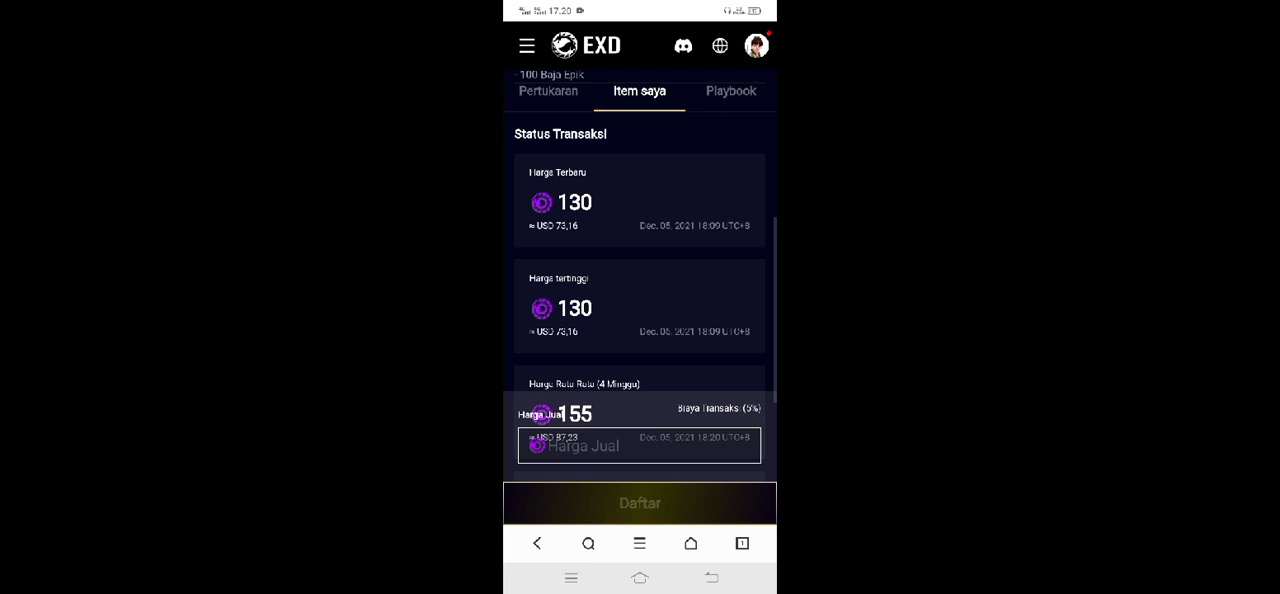 17.20
EXD
- 100 Baja Epik
Pertukaran Item saya Playbook
Status Transaksi
Harga Terbaru
130
≈ USD 73,16 Dec. 05, 2021 18:09 UTC+8
Harga tertinggi
130
≈ USD 73,16 Dec. 05, 2021 18:09 UTC+8
Harga Rata Rata (4 Minggu)
155
Harga Jual Biaya Transaksi (5%)
≈ USD 87,23 Dec. 05, 2021 18:20 UTC+8
Harga Jual
Daftar
1